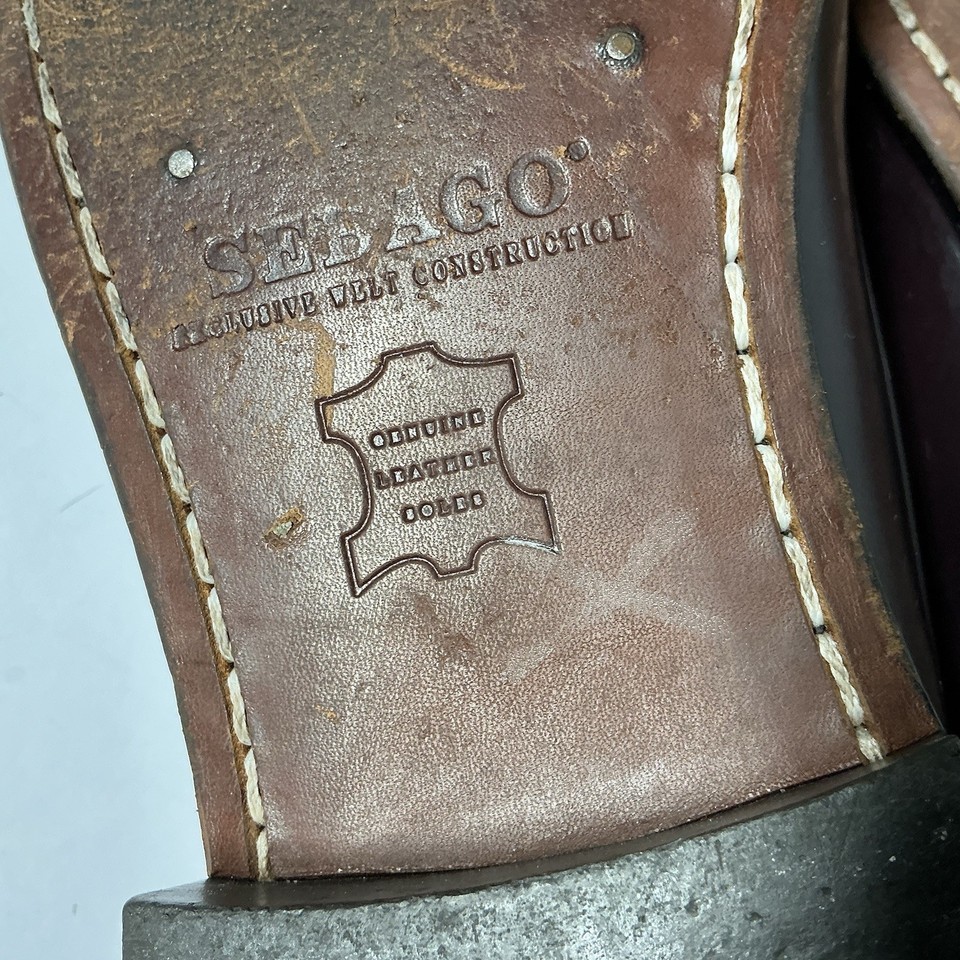 SEBAGO
EXCLUSIVE WELT CONSTRUCTION
GENUINE
LEATHER
SOLES